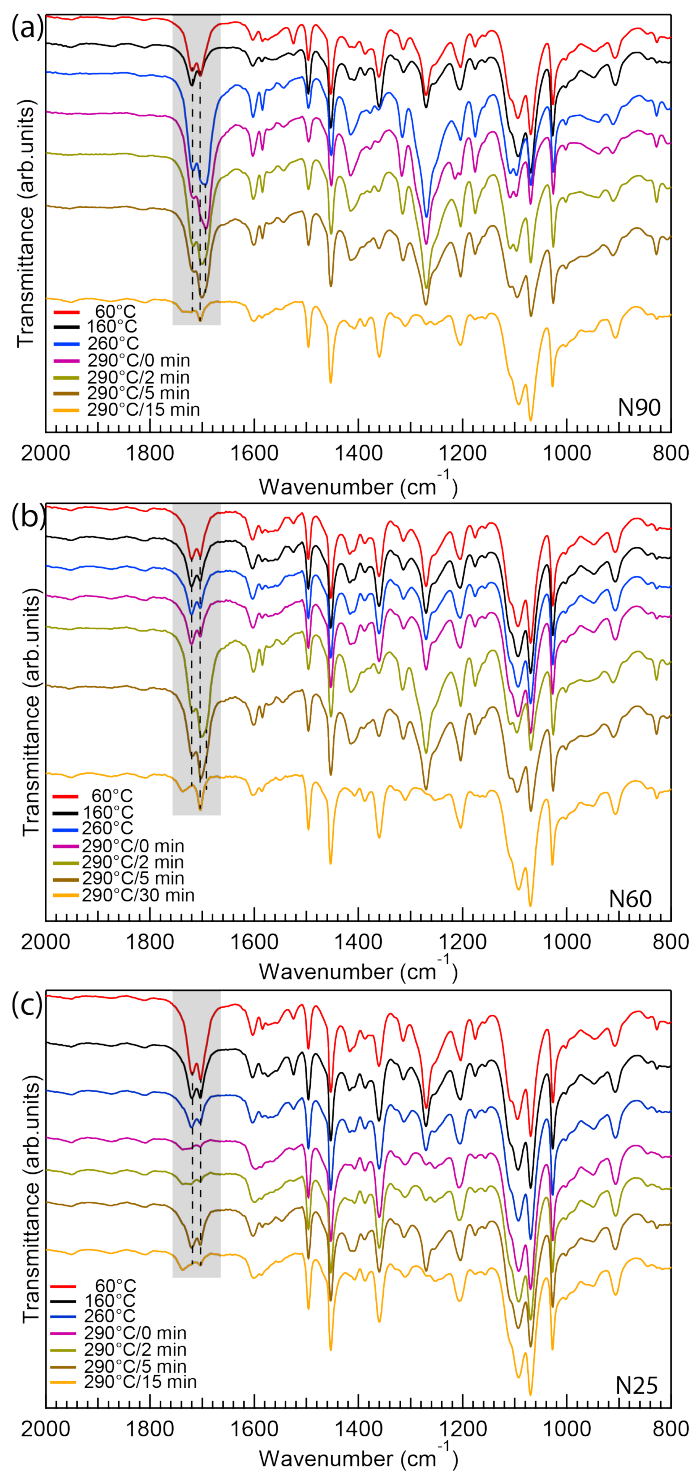 (a)
Transmittance (arb.units)
60°C
160°C
260°C
290°C/0 min
290°C/2 min
290°C/5 min
290°C/15 min
N90
2000 1800 1600 1400 1200 1000 800
Wavenumber (cm-1)
(b)
Transmittance (arb.units)
60°C
160°C
260°C
290°C/0 min
290°C/2 min
290°C/5 min
290°C/30 min
N60
2000 1800 1600 1400 1200 1000 800
Wavenumber (cm-1)
(c)
Transmittance (arb.units)
60°C
160°C
260°C
290°C/0 min
290°C/2 min
290°C/5 min
290°C/15 min
N25
2000 1800 1600 1400 1200 1000 800
Wavenumber (cm-1)